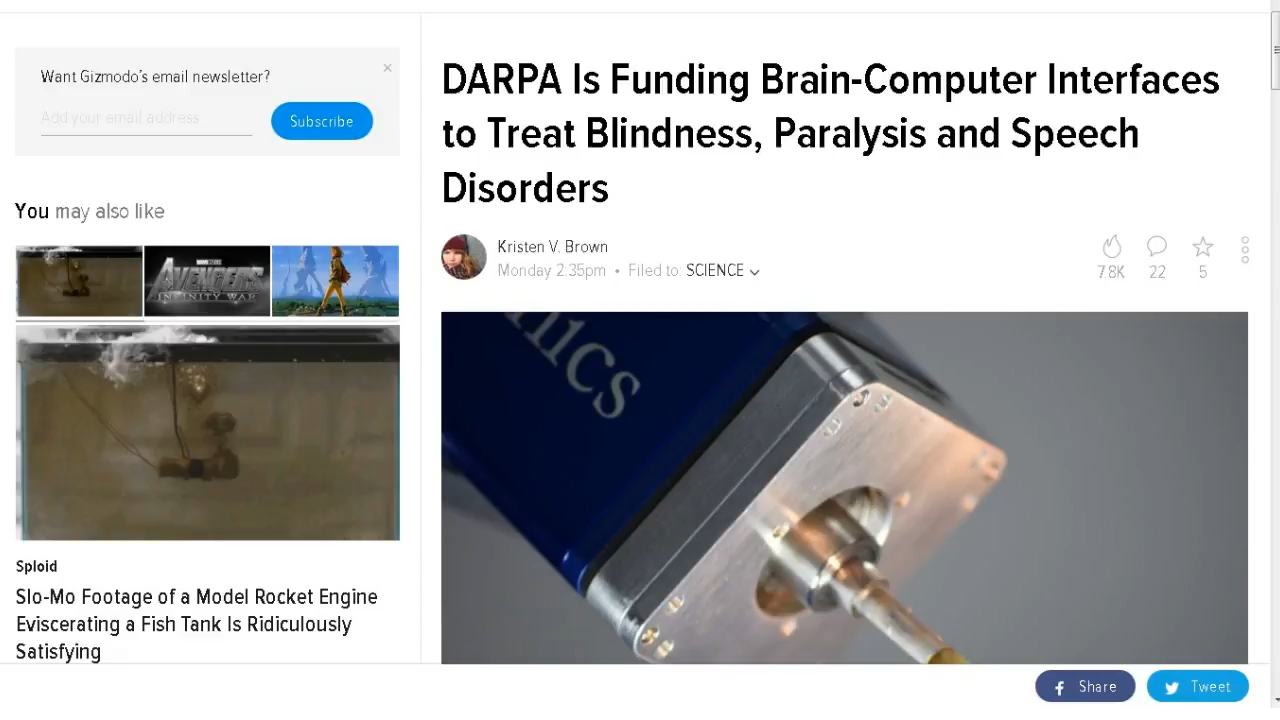 Want Gizmodo's email newsletter?
×
Add your email address
Subscribe
You may also like
MARVEL STUDIOS
AVENGERS
INFINITY WAR
Sploid
Slo-Mo Footage of a Model Rocket Engine
Eviscerating a Fish Tank Is Ridiculously
Satisfying
DARPA Is Funding Brain-Computer Interfaces
to Treat Blindness, Paralysis and Speech
Disorders
Kristen V. Brown
Monday 2:35pm • Filed to: SCIENCE
7.8K 22 5
nics
Share Tweet